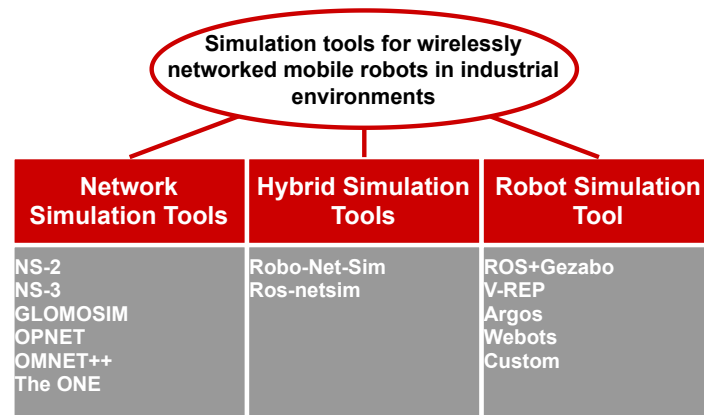 Simulation tools for wirelessly
networked mobile robots in industrial
environments
Network
Simulation Tools
Hybrid Simulation
Tools
Robot Simulation
Tool
NS-2
NS-3
GLOMOSIM
OPNET
OMNET++
The ONE
Robo-Net-Sim
Ros-netsim
ROS+Gezabo
V-REP
Argos
Webots
Custom